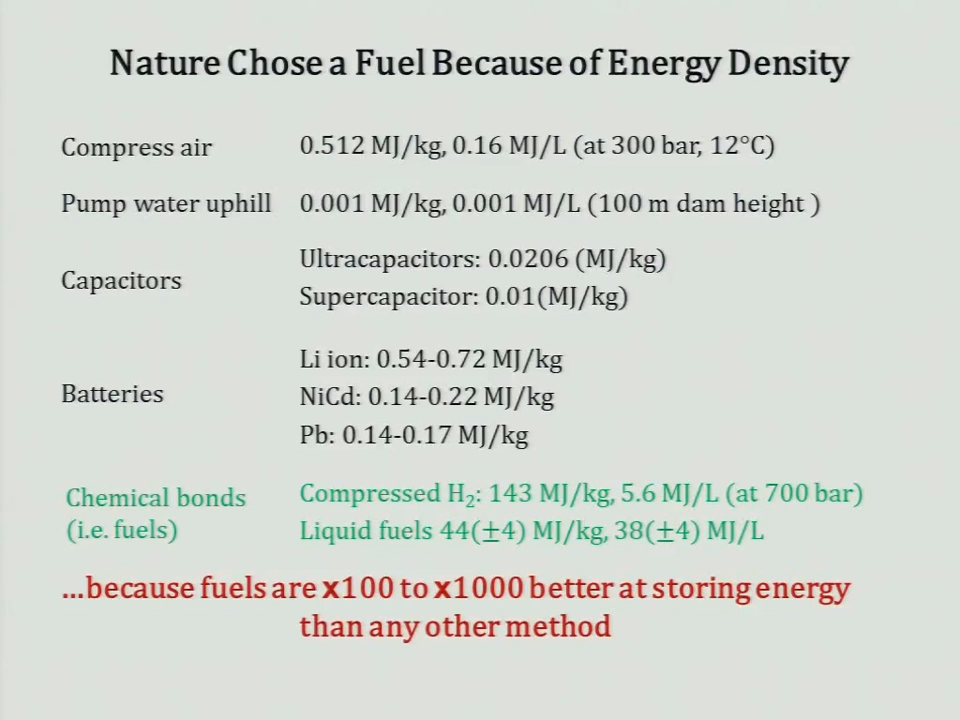 Nature Chose a Fuel Because of Energy Density
Compress air 0.512 MJ/kg, 0.16 MJ/L (at 300 bar, 12°C)
Pump water uphill 0.001 MJ/kg, 0.001 MJ/L (100 m dam height )
Capacitors
Ultracapacitors: 0.0206 (MJ/kg)
Supercapacitor: 0.01(MJ/kg)
Batteries
Li ion: 0.54-0.72 MJ/kg
NiCd: 0.14-0.22 MJ/kg
Pb: 0.14-0.17 MJ/kg
Chemical bonds
(i.e. fuels)
Compressed H₂: 143 MJ/kg, 5.6 MJ/L (at 700 bar)
Liquid fuels 44(±4) MJ/kg, 38(±4) MJ/L
...because fuels are x100 to x1000 better at storing energy
than any other method